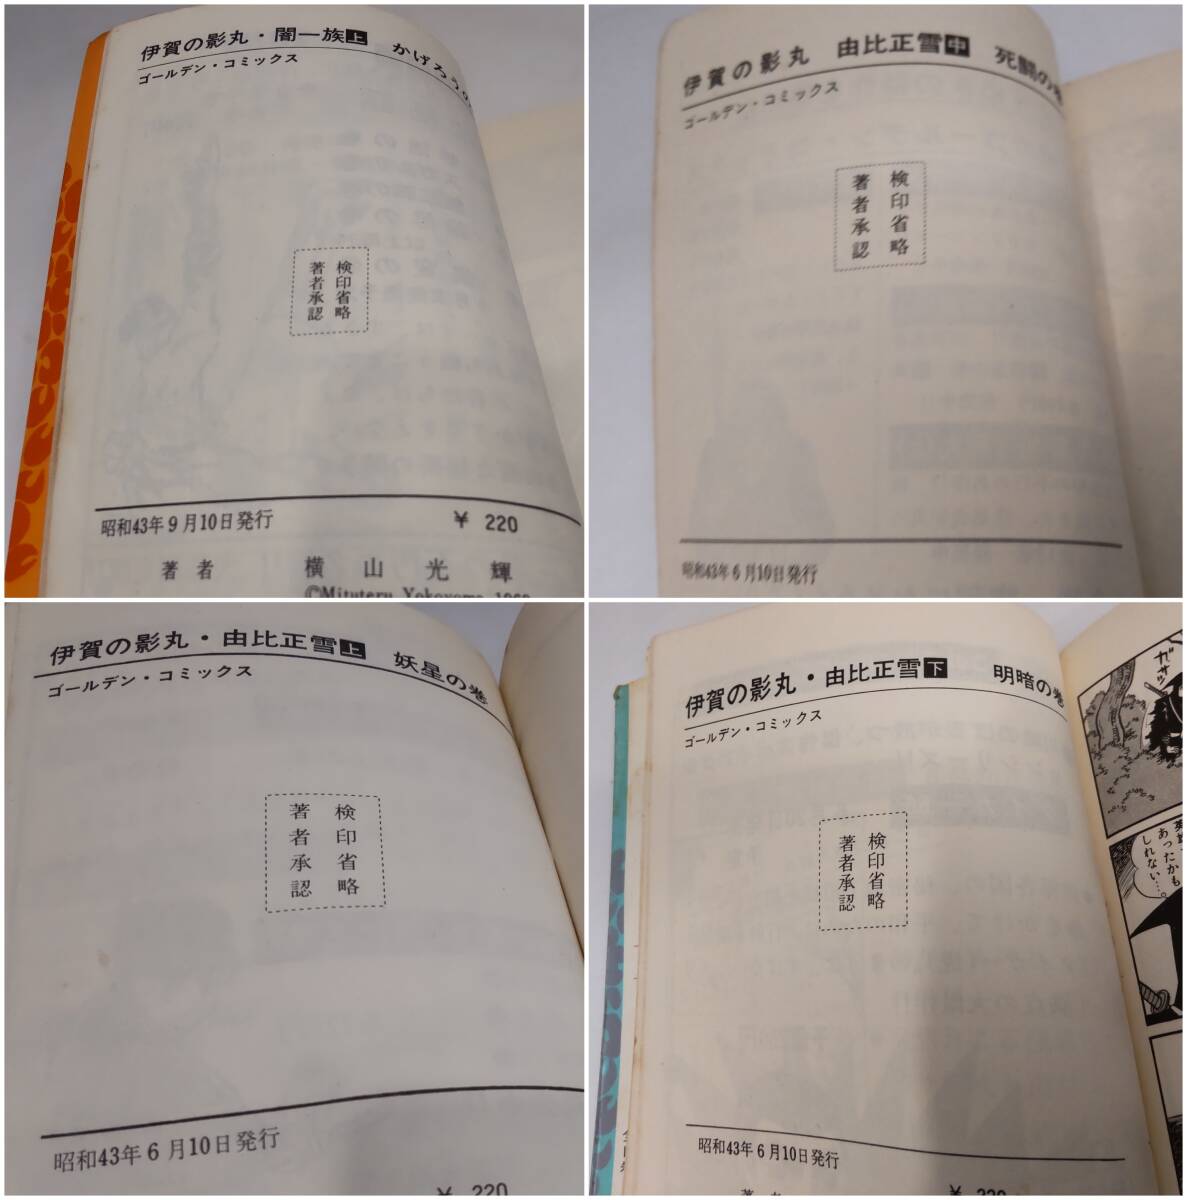 伊賀の影丸・闇一族上 かげろうの
ゴールデン・コミックス
検印省略
著者承認
昭和43年9月10日発行 ¥ 220
著者 横山光輝
©Mituteru Yokoyama 1968
伊賀の影丸 由比正雪中 死闘の巻
ゴールデン・コミックス
検印省略
著者承認
昭和43年6月10日発行
伊賀の影丸・由比正雪上 妖星の巻
ゴールデン・コミックス
検印省略
著者承認
昭和43年6月10日発行
¥ 220
伊賀の影丸・由比正雪下 明暗の巻
ゴールデン・コミックス
検印省略
著者承認
昭和43年6月10日発行
¥ 220
ガサッ
あったかも
しれない…。